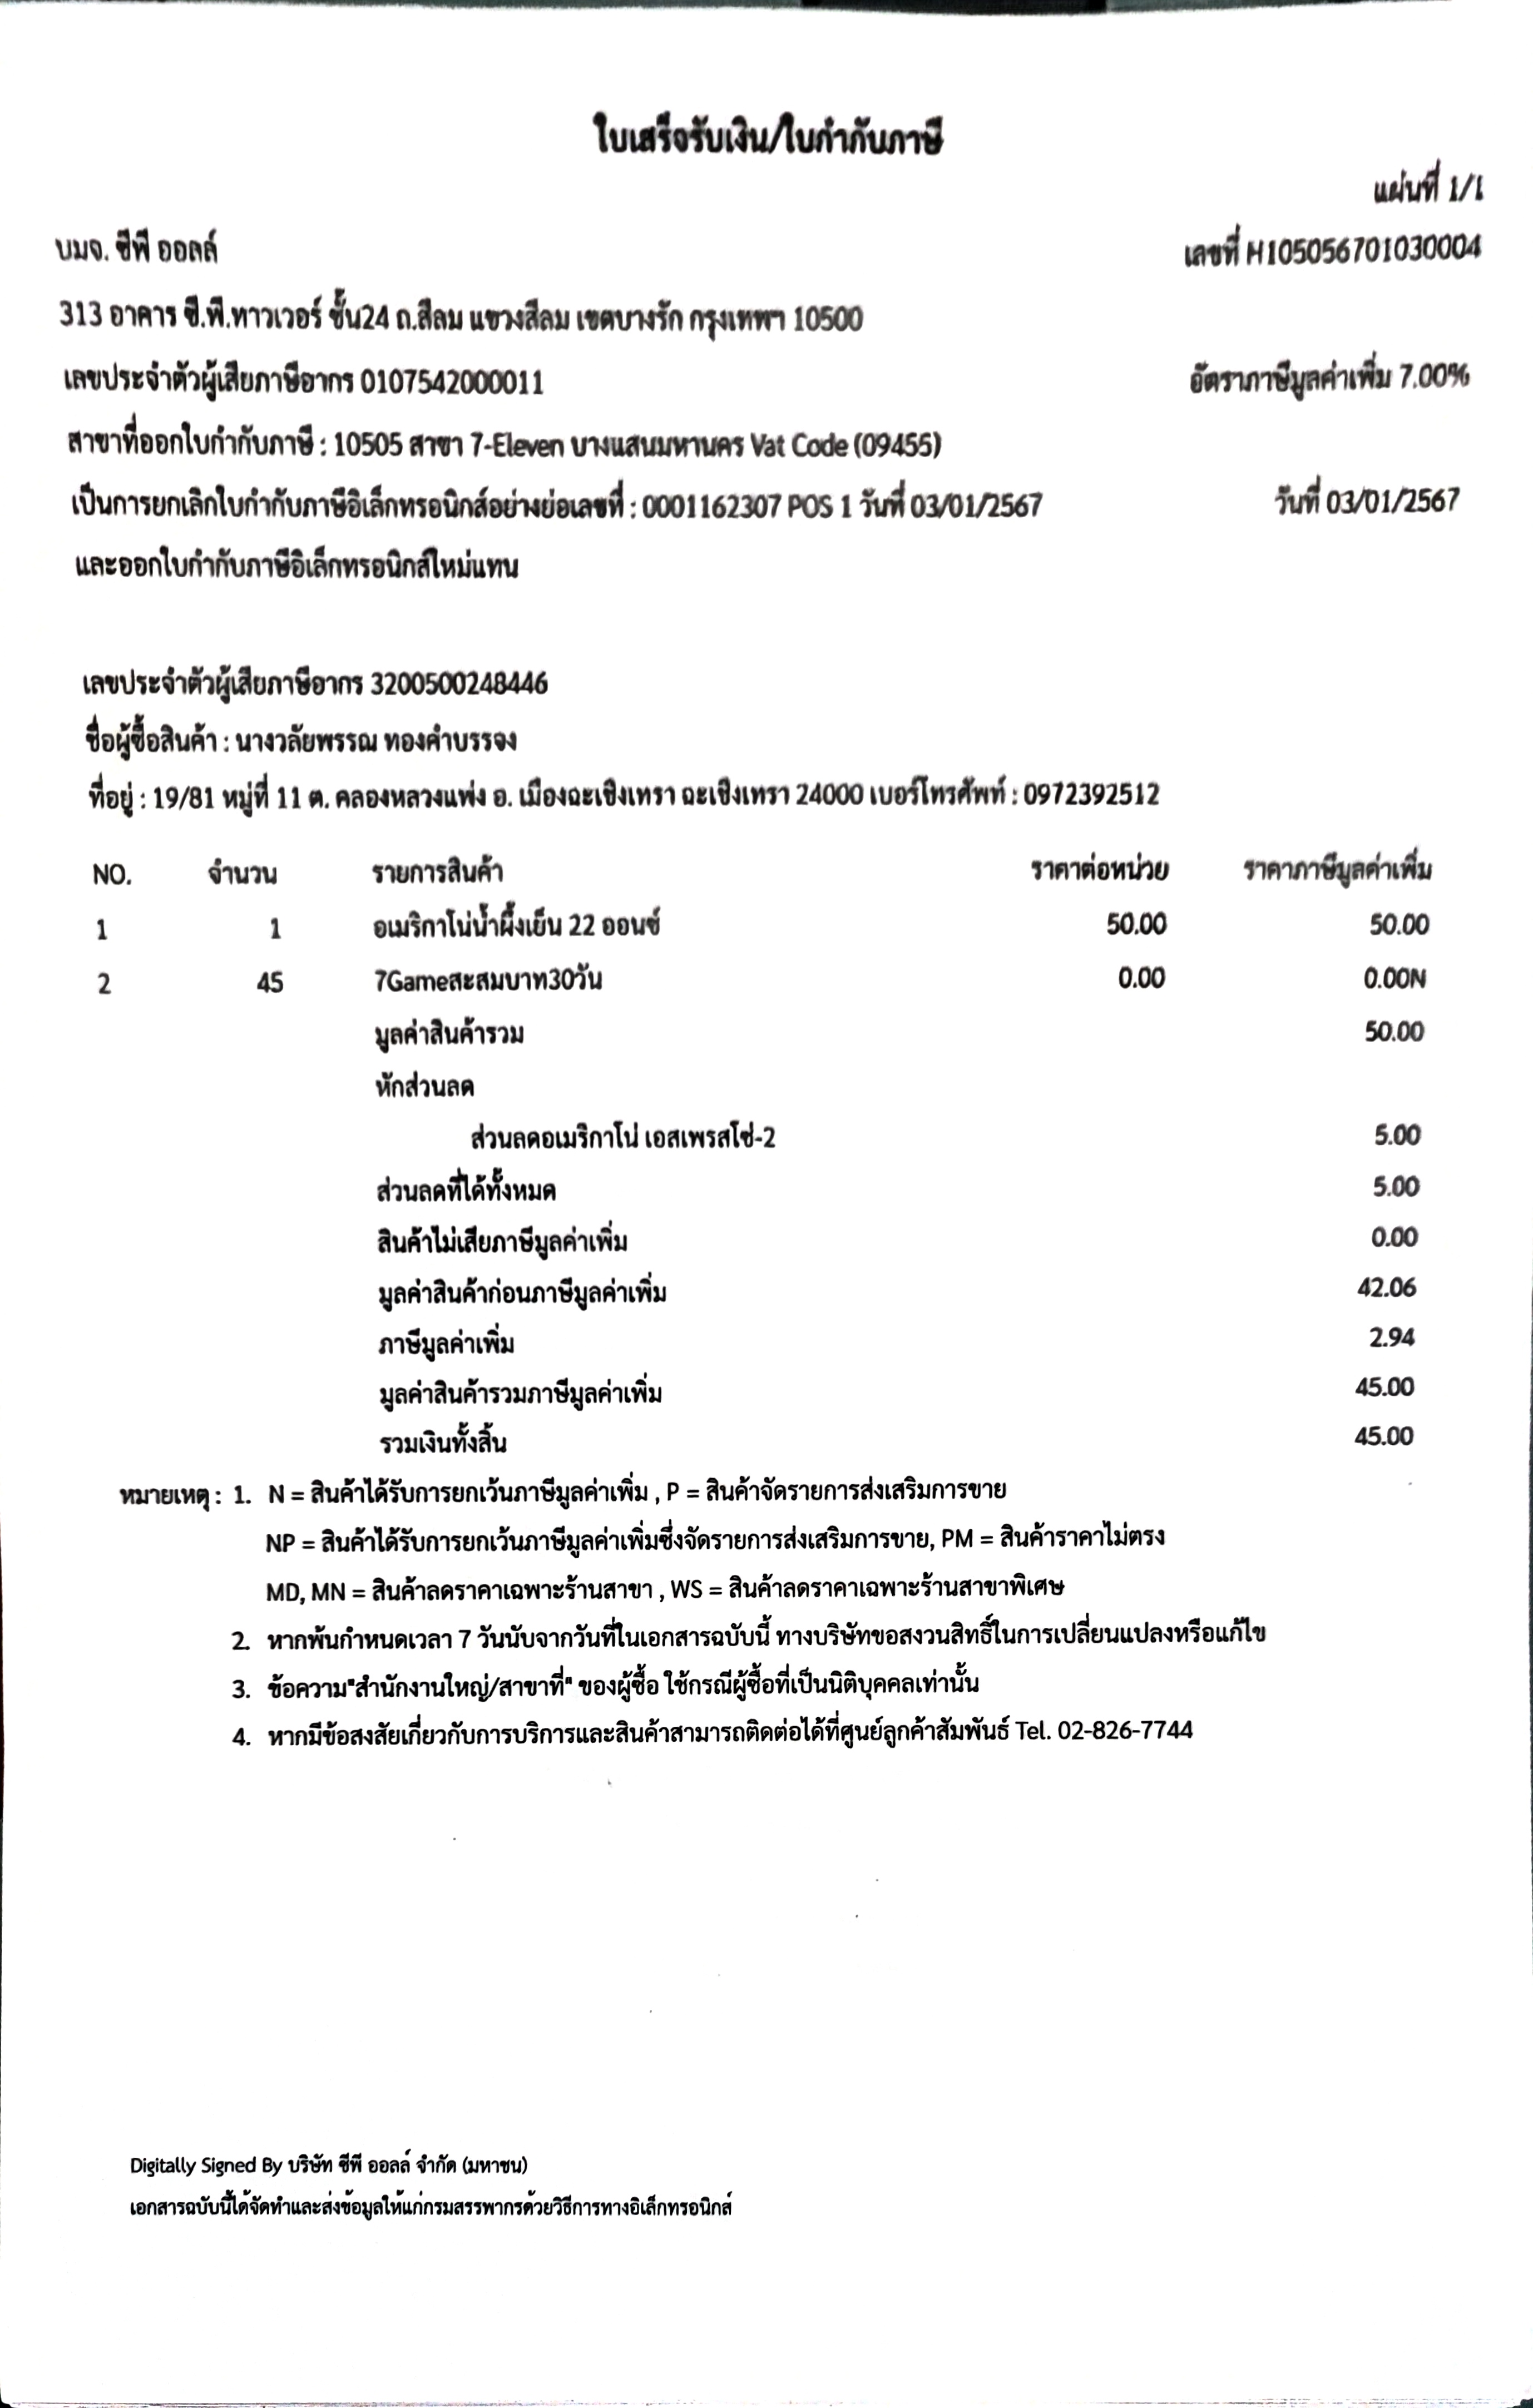 ใบเสร็จรับเงิน/ใบกำกับภาษี
แผ่นที่ 1/1
บมจ. ซีพี ออลล์
เลขที่ H105056701030004
313 อาคาร ซี.พี.ทาวเวอร์ ชั้น24 ถ.สีลม แขวงสีลม เขตบางรัก กรุงเทพฯ 10500
เลขประจำตัวผู้เสียภาษีอากร 0107542000011
อัตราภาษีมูลค่าเพิ่ม 7.00%
สาขาที่ออกใบกำกับภาษี : 10505 สาขา 7-Eleven บางแสนมหานคร Vat Code (09455)
เป็นการยกเลิกใบกำกับภาษีอิเล็กทรอนิกส์อย่างย่อเลขที่ : 0001162307 POS 1 วันที่ 03/01/2567
วันที่ 03/01/2567
และออกใบกำกับภาษีอิเล็กทรอนิกส์ใหม่แทน
เลขประจำตัวผู้เสียภาษีอากร 3200500248446
ชื่อผู้ซื้อสินค้า : นางวลัยพรรณ ทองคำบรรจง
ที่อยู่ : 19/81 หมู่ที่ 11 ต. คลองหลวงแพ่ง อ. เมืองฉะเชิงเทรา ฉะเชิงเทรา 24000 เบอร์โทรศัพท์ : 0972392512
NO. จำนวน รายการสินค้า ราคาต่อหน่วย ราคาภาษีมูลค่าเพิ่ม
1 1 อเมริกาโน่น้ำผึ้งเย็น 22 ออนซ์ 50.00 50.00
2 45 7Gameสะสมบาท30วัน 0.00 0.00N
มูลค่าสินค้ารวม 50.00
หักส่วนลด
ส่วนลดอเมริกาโน่ เอสเพรสโซ่-2 5.00
ส่วนลดที่ได้ทั้งหมด 5.00
สินค้าไม่เสียภาษีมูลค่าเพิ่ม 0.00
มูลค่าสินค้าก่อนภาษีมูลค่าเพิ่ม 42.06
ภาษีมูลค่าเพิ่ม 2.94
มูลค่าสินค้ารวมภาษีมูลค่าเพิ่ม 45.00
รวมเงินทั้งสิ้น 45.00
หมายเหตุ : 1. N = สินค้าได้รับการยกเว้นภาษีมูลค่าเพิ่ม , P = สินค้าจัดรายการส่งเสริมการขาย
NP = สินค้าได้รับการยกเว้นภาษีมูลค่าเพิ่มซึ่งจัดรายการส่งเสริมการขาย, PM = สินค้าราคาไม่ตรง
MD, MN = สินค้าลดราคาเฉพาะร้านสาขา , WS = สินค้าลดราคาเฉพาะร้านสาขาพิเศษ
2. หากพ้นกำหนดเวลา 7 วันนับจากวันที่ในเอกสารฉบับนี้ ทางบริษัทขอสงวนสิทธิ์ในการเปลี่ยนแปลงหรือแก้ไข
3. ข้อความ"สำนักงานใหญ่/สาขาที่" ของผู้ซื้อ ใช้กรณีผู้ซื้อที่เป็นนิติบุคคลเท่านั้น
4. หากมีข้อสงสัยเกี่ยวกับการบริการและสินค้าสามารถติดต่อได้ที่ศูนย์ลูกค้าสัมพันธ์ Tel. 02-826-7744
Digitally Signed By บริษัท ซีพี ออลล์ จำกัด (มหาชน)
เอกสารฉบับนี้ได้จัดทำและส่งข้อมูลให้แก่กรมสรรพากรด้วยวิธีการทางอิเล็กทรอนิกส์